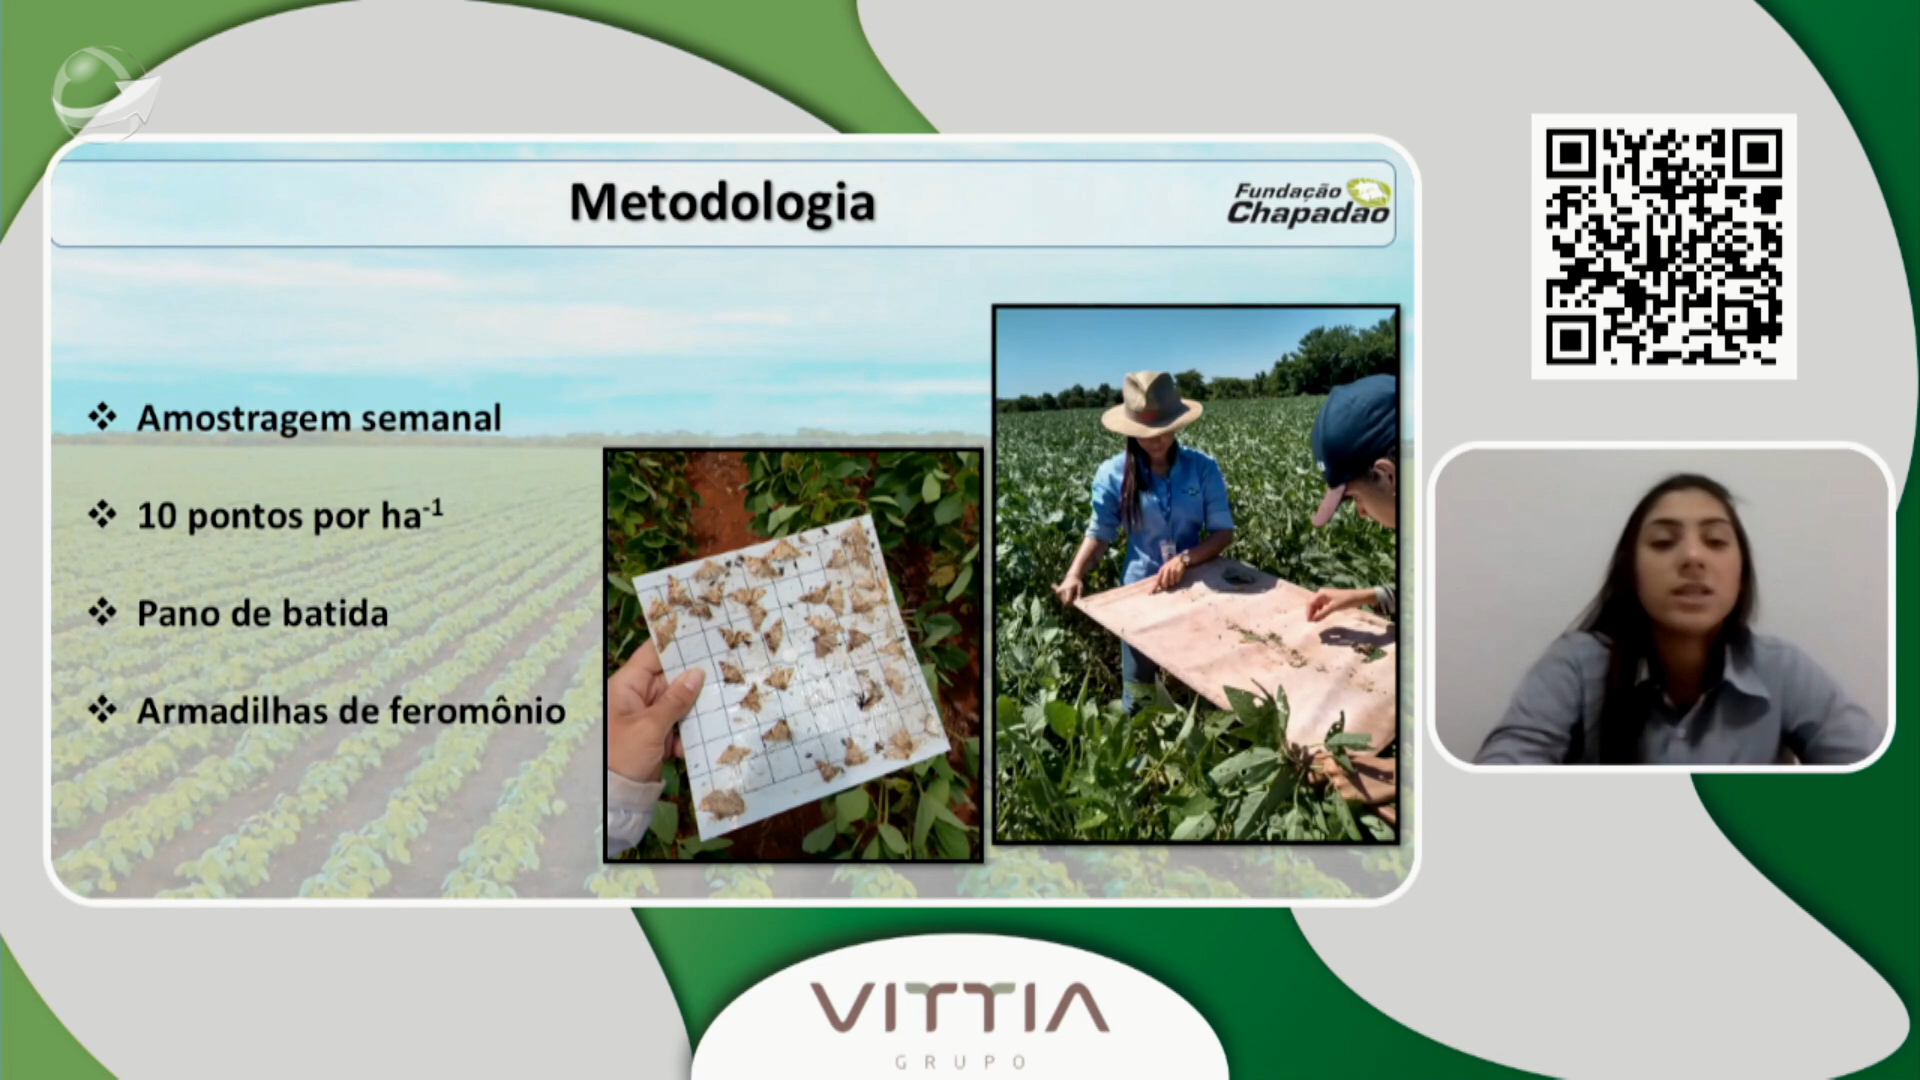 Metodologia
Fundação
Chapadão
❖ Amostragem semanal
❖ 10 pontos por ha⁻¹
❖ Pano de batida
❖ Armadilhas de feromônio
VITTIA
GRUPO